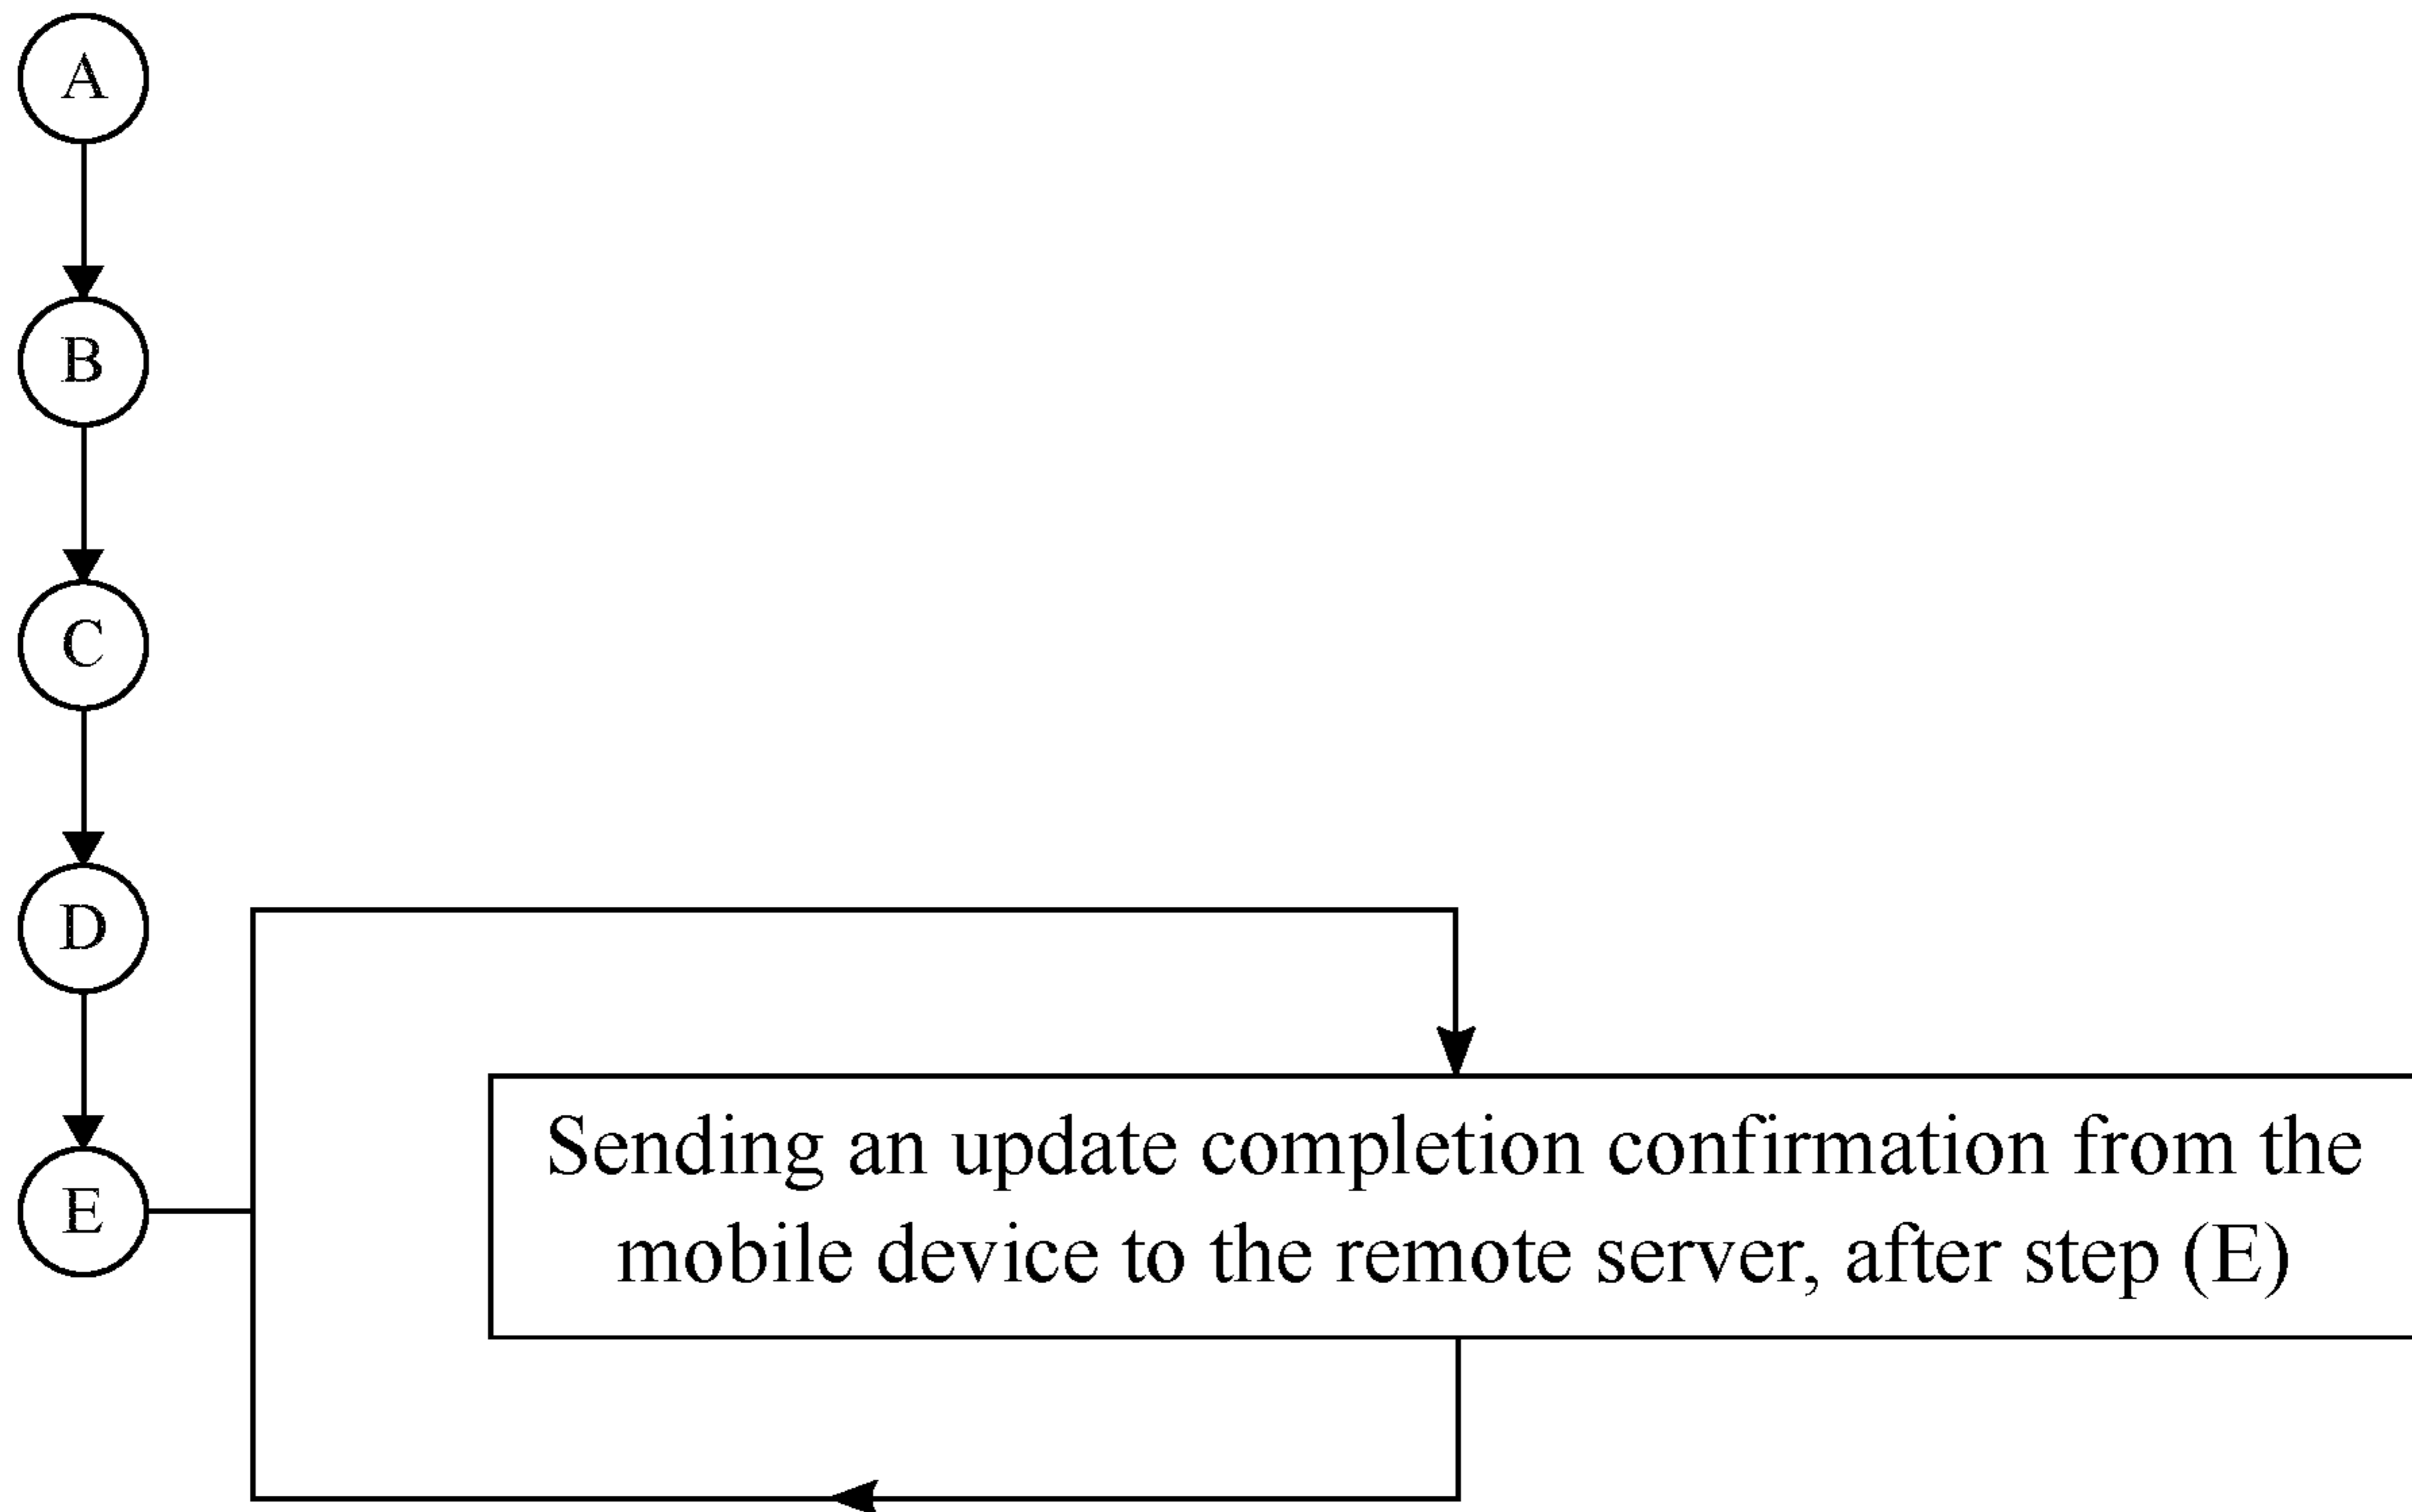 A
B
C
D
E
Sending an update completion confirmation from the
mobile device to the remote server, after step (E)